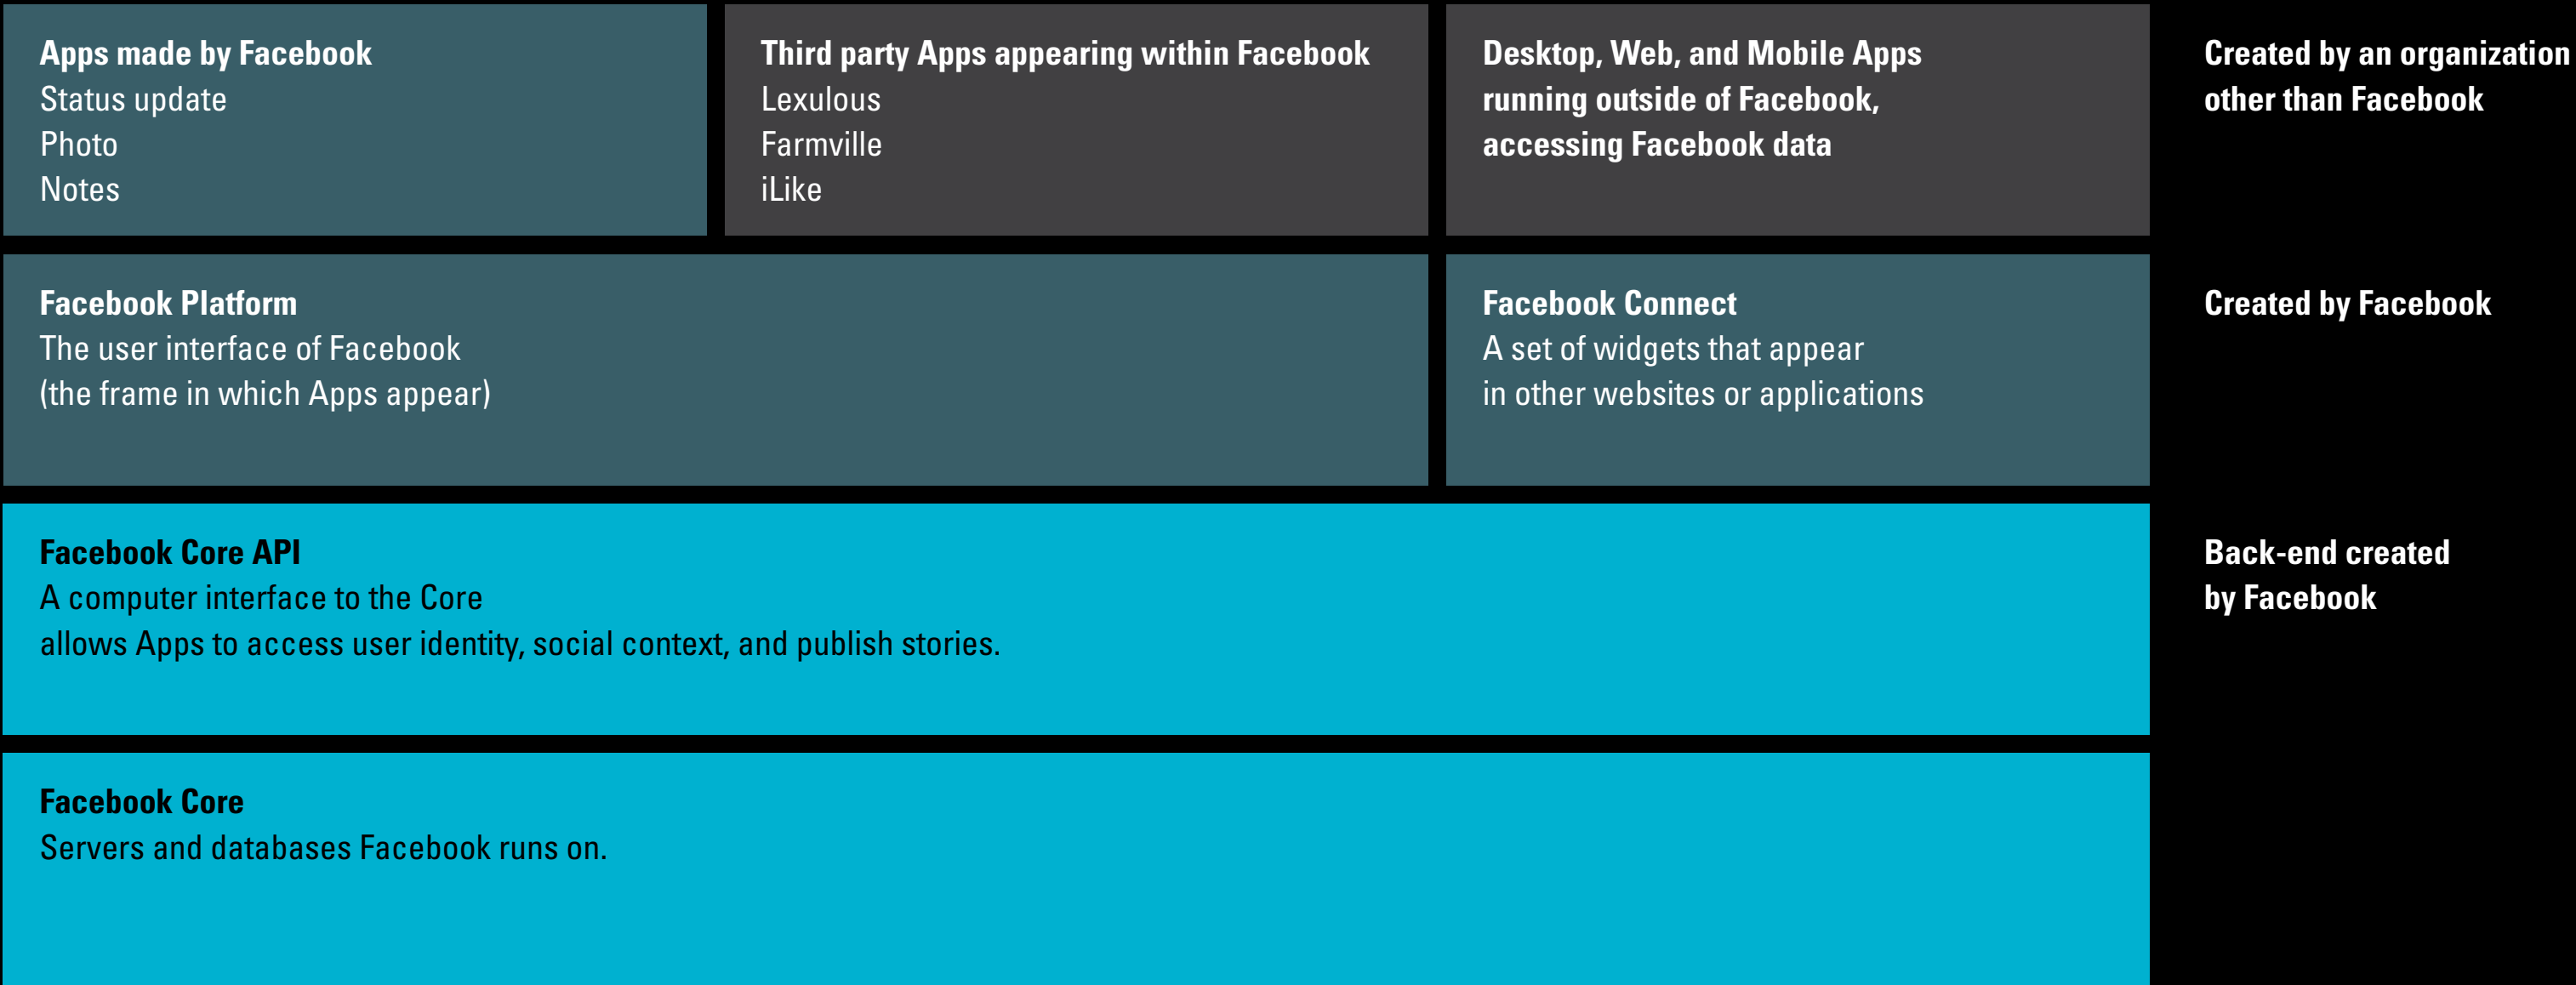 Apps made by Facebook
Status update
Photo
Notes
Third party Apps appearing within Facebook
Lexulous
Farmville
iLike
Desktop, Web, and Mobile Apps
running outside of Facebook,
accessing Facebook data
Created by an organization
other than Facebook
Facebook Platform
The user interface of Facebook
(the frame in which Apps appear)
Facebook Connect
A set of widgets that appear
in other websites or applications
Created by Facebook
Facebook Core API
A computer interface to the Core
allows Apps to access user identity, social context, and publish stories.
Back-end created
by Facebook
Facebook Core
Servers and databases Facebook runs on.